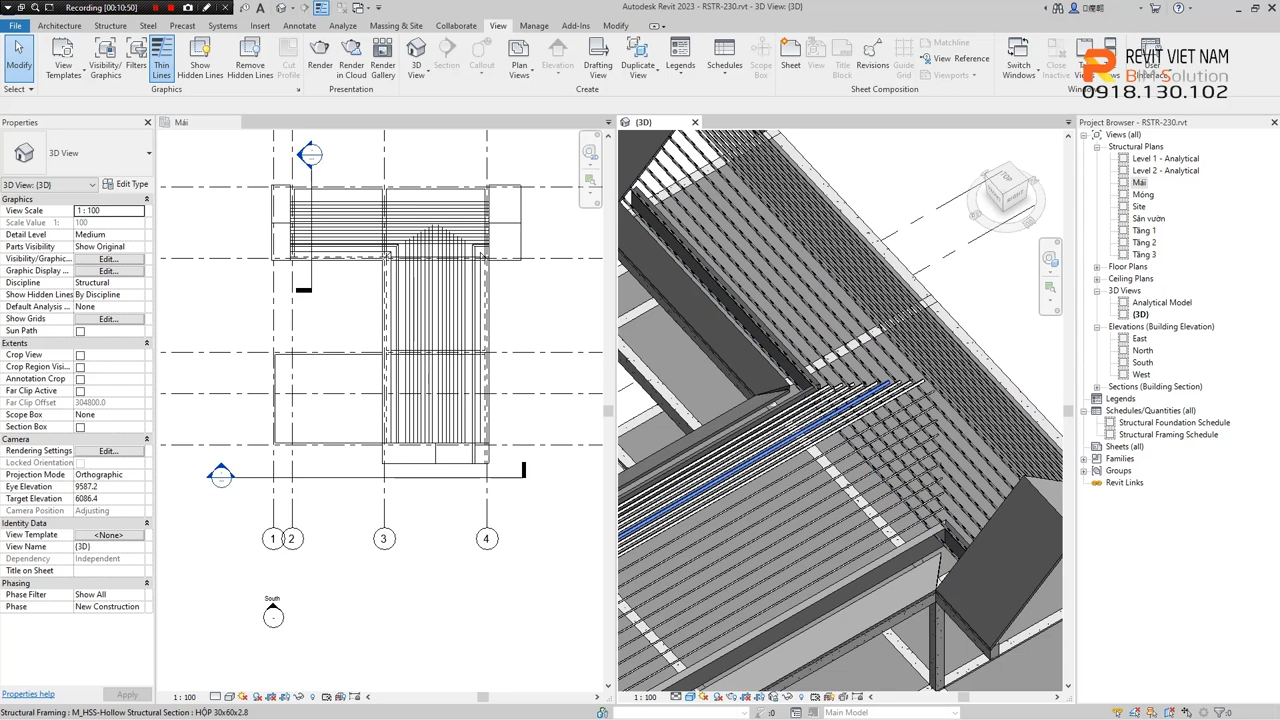 Recording [00:10:50]
Autodesk Revit 2023 - RSTR-230.rvt - 3D View: {3D}
File Architecture Structure Steel Precast Systems Insert Annotate Analyze Massing & Site Collaborate View Manage Add-Ins Modify
Modify
View Templates
Visibility/ Graphics
Filters
Thin Lines
Show Hidden Lines
Remove Hidden Lines
Cut Profile
Render
Render in Cloud
Render Gallery
3D View
Section
Callout
Plan Views
Elevation
Drafting View
Duplicate View
Legends
Schedules
Scope Box
Sheet
View
Title Block
Revisions
Guide Grid
Matchline
View Reference
Viewports
Switch Windows
Close Inactive
REVIT VIET NAM
BIM Solution
0918.130.102
Select
Graphics
Presentation
Create
Sheet Composition
Properties
Mái
{3D}
Project Browser - RSTR-230.rvt
3D View
3D View: {3D}
Edit Type
Graphics
View Scale 1 : 100
Scale Value 1: 100
Detail Level Medium
Parts Visibility Show Original
Visibility/Graphic... Edit...
Graphic Display ... Edit...
Discipline Structural
Show Hidden Lines By Discipline
Default Analysis ... None
Show Grids Edit...
Sun Path
Extents
Crop View
Crop Region Visi...
Annotation Crop
Far Clip Active
Far Clip Offset 304800.0
Scope Box None
Section Box
Camera
Rendering Settings Edit...
Locked Orientation
Projection Mode Orthographic
Eye Elevation 9587.2
Target Elevation 6086.4
Camera Position Adjusting
Identity Data
View Template <None>
View Name {3D}
Dependency Independent
Title on Sheet
Phasing
Phase Filter Show All
Phase New Construction
Properties help
Apply
1 2 3 4
South
Views (all)
Structural Plans
Level 1 - Analytical
Level 2 - Analytical
Mái
Móng
Site
Sân vườn
Tầng 1
Tầng 2
Tầng 3
Floor Plans
Ceiling Plans
3D Views
Analytical Model
{3D}
Elevations (Building Elevation)
East
North
South
West
Sections (Building Section)
Legends
Schedules/Quantities (all)
Structural Foundation Schedule
Structural Framing Schedule
Sheets (all)
Families
Groups
Revit Links
1 : 100
1 : 100
Structural Framing : M_HSS-Hollow Structural Section : HỘP 30x60x2.8
:0
Main Model
:0